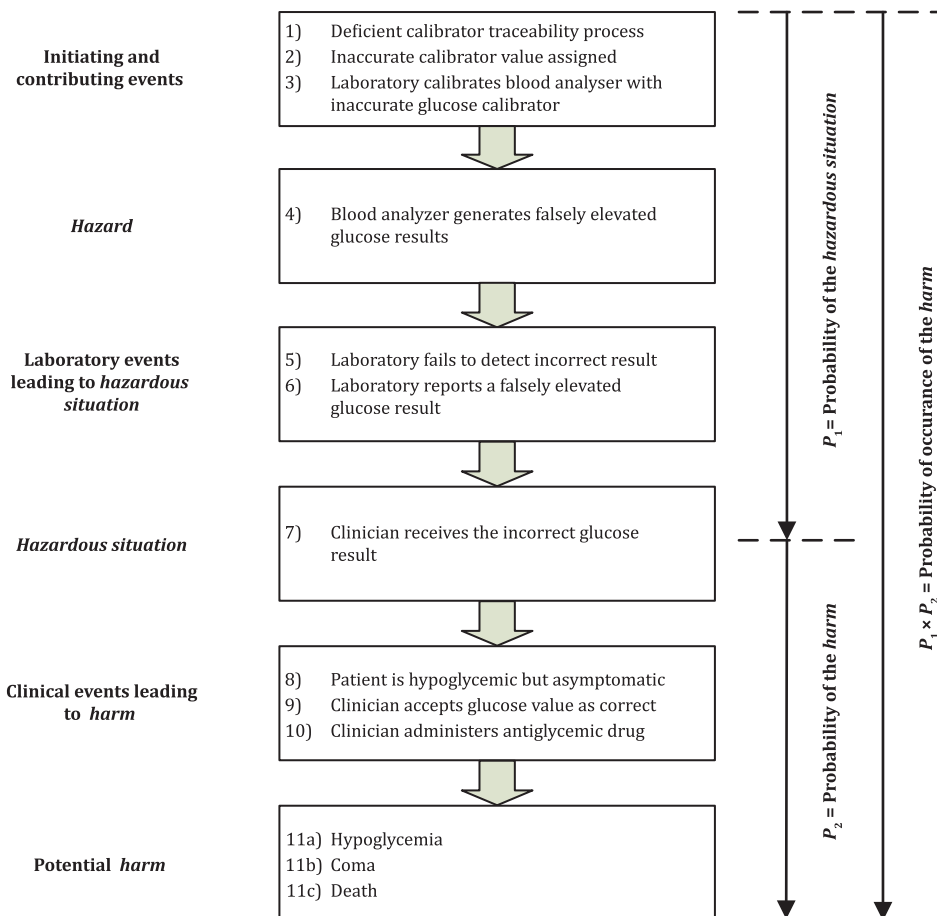 Initiating and
contributing events
1) Deficient calibrator traceability process
2) Inaccurate calibrator value assigned
3) Laboratory calibrates blood analyser with
inaccurate glucose calibrator
Hazard
4) Blood analyzer generates falsely elevated
glucose results
Laboratory events
leading to hazardous
situation
5) Laboratory fails to detect incorrect result
6) Laboratory reports a falsely elevated
glucose result
Hazardous situation
7) Clinician receives the incorrect glucose
result
Clinical events leading
to harm
8) Patient is hypoglycemic but asymptomatic
9) Clinician accepts glucose value as correct
10) Clinician administers antiglycemic drug
Potential harm
11a) Hypoglycemia
11b) Coma
11c) Death
P1= Probability of the hazardous situation
P2 = Probability of the harm
P1 × P2 = Probability of occurance of the harm